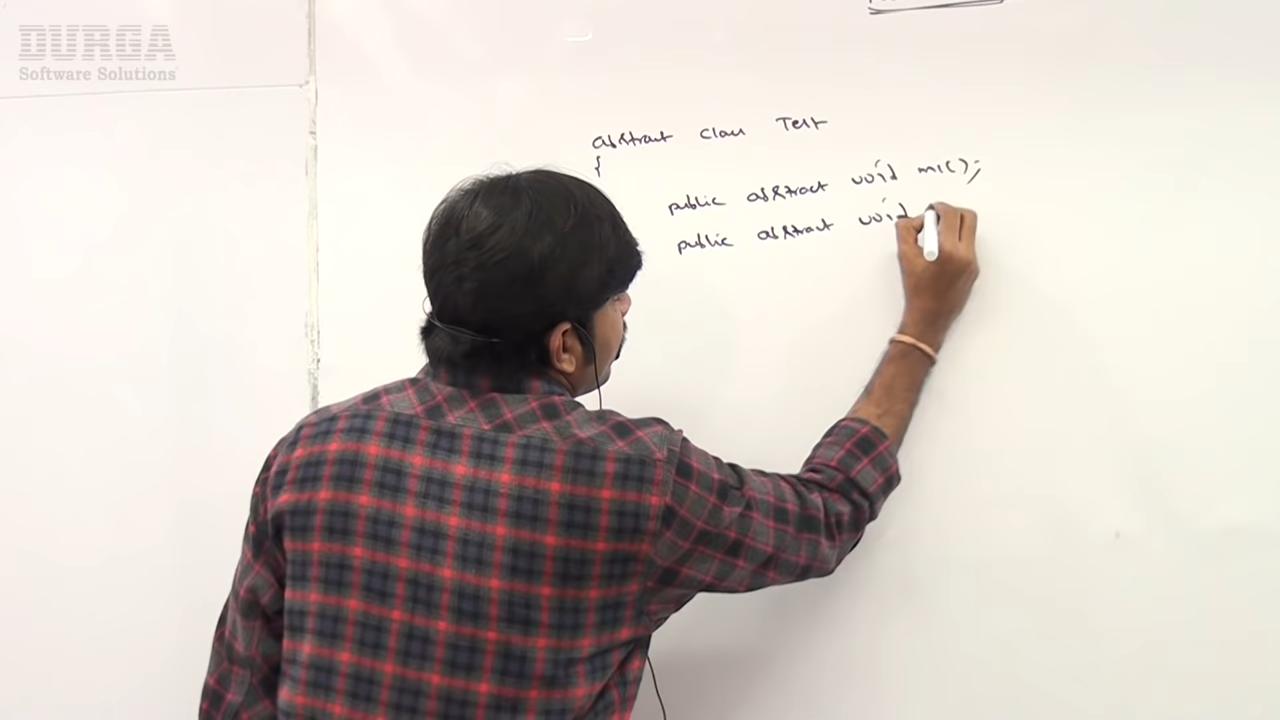 DURGA
Software Solutions
abstract class Test
{
public abstract void m1();
public abstract void